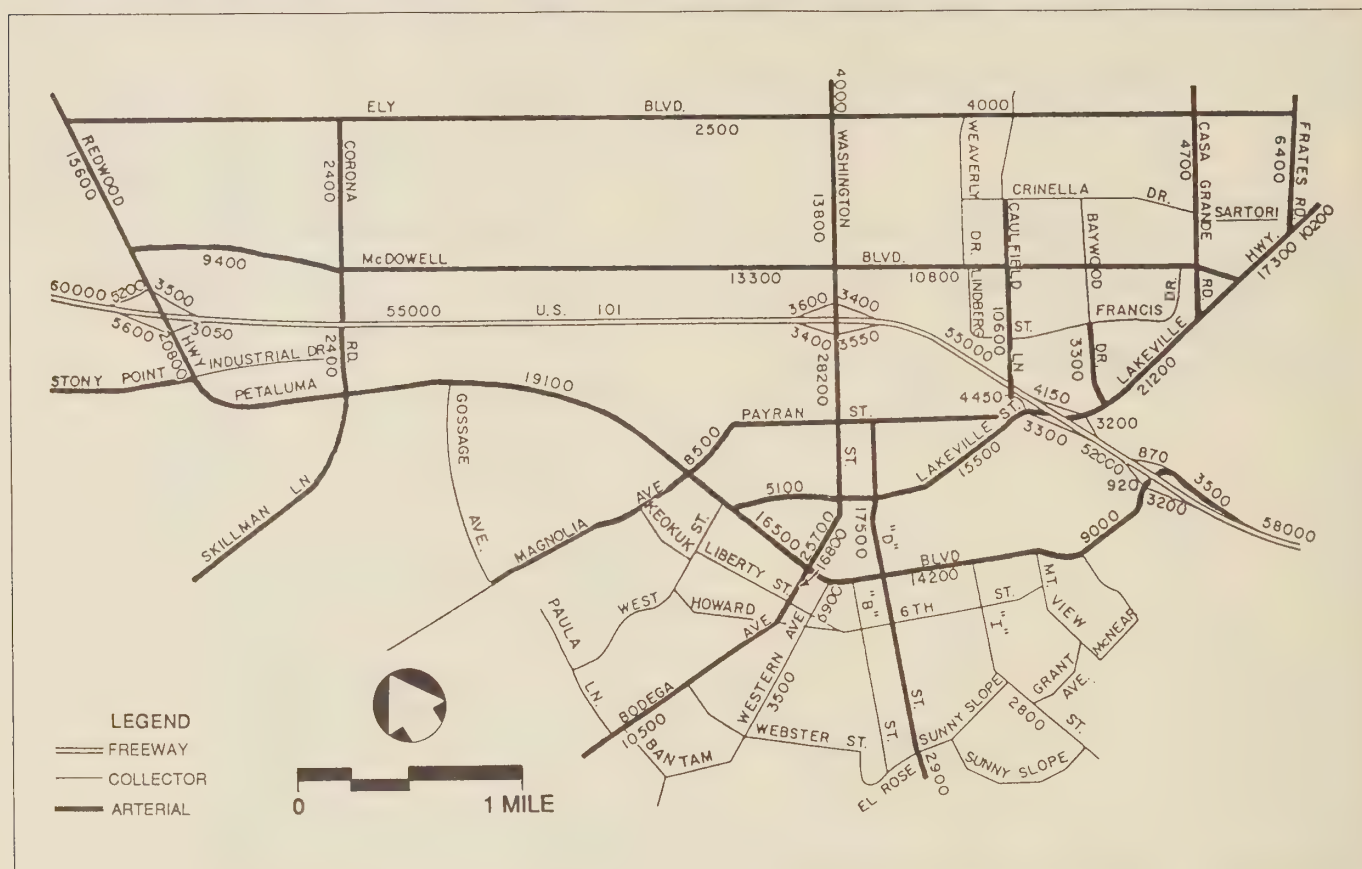 ELY BLVD.
2500
4000
4000
WASHINGTON
13800
REDWOOD
15600
HWY.
20800
CORONA
2400
RD.
2400
McDOWELL BLVD.
9400
13300
10800
WEAVERLY
DR.
LINDBERG
CRINELLA DR.
CAULFIELD
10600
LN
BAYWOOD
3300
DR.
CASA GRANDE
4700
RD.
SARTORI
FRATES RD.
6400
HWY.
17300
10200
FRANCIS DR.
ST.
LAKEVILLE
21200
60000
5200
3500
5600
3050
55000
U.S. 101
3600
3400
3400
3550
55000
28200
INDUSTRIAL DR.
STONY POINT
PETALUMA
19100
GOSSAGE
AVE.
SKILLMAN LN
PAYRAN ST.
8500
4450
4150
3200
3300
LAKEVILLE ST.
15500
52000
870
920
3200
3500
58000
5100
ST.
17500
"D"
ST.
2900
MAGNOLIA AVE
KEOKUK
ST.
16500
LIBERTY ST.
25700
16800
BLVD
14200
9000
6900
WEST
HOWARD
"B"
ST.
6TH ST.
"I"
ST.
MT. VIEW
McNEAR
PAULA
LN.
AVE
BODEGA
10500
WESTERN AVE
3500
BANTAM
WEBSTER ST.
SUNNY SLOPE
GRANT
AVE.
2800
SUNNY SLOPE
EL ROSE
LEGEND
FREEWAY
COLLECTOR
ARTERIAL
0 1 MILE